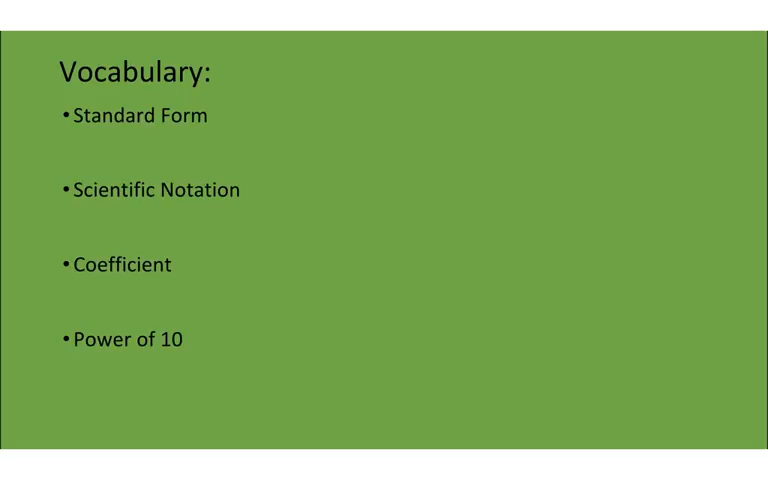 Vocabulary:
•Standard Form
•Scientific Notation
•Coefficient
•Power of 10